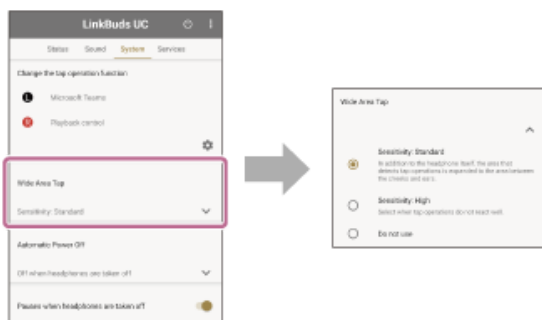 LinkBuds UC
Status Sound System Services
Change the tap operation function
L Microsoft Teams
R Playback control
Wide Area Tap
Sensitivity: Standard
Automatic Power Off
Off when headphones are taken off
Pauses when headphones are taken off
Wide Area Tap
Sensitivity: Standard
In addition to the headphone itself, the area that
detects tap operations is expanded to the area between
the cheeks and ears.
Sensitivity: High
Select when tap operations do not react well.
Do not use